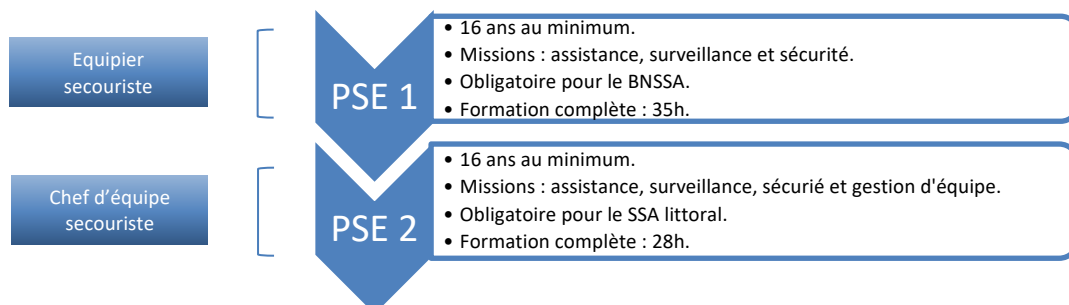 Equipier
secouriste
PSE 1
• 16 ans au minimum.
• Missions : assistance, surveillance et sécurité.
• Obligatoire pour le BNSSA.
• Formation complète : 35h.
Chef d'équipe
secouriste
PSE 2
• 16 ans au minimum.
• Missions : assistance, surveillance, sécurié et gestion d'équipe.
• Obligatoire pour le SSA littoral.
• Formation complète : 28h.